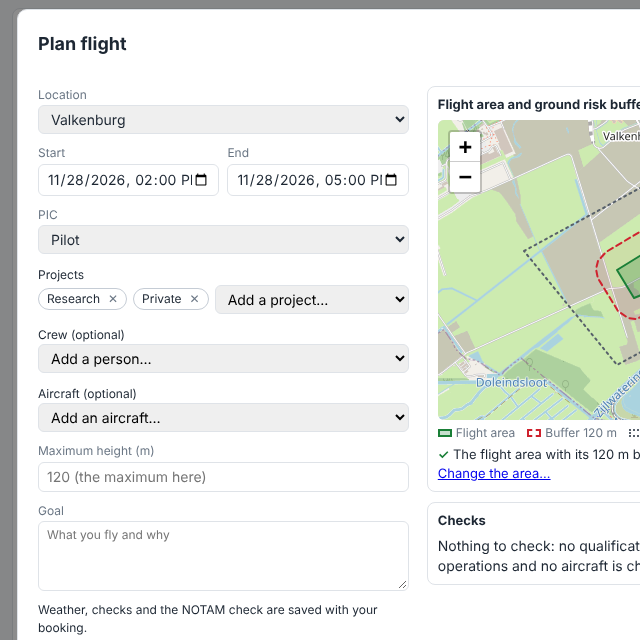 Plan flight
Location
Valkenburg
Start
End
11/28/2026, 02:00 P
11/28/2026, 05:00 P
PIC
Pilot
Projects
Research ×
Private ×
Add a project...
Crew (optional)
Add a person...
Aircraft (optional)
Add an aircraft...
Maximum height (m)
120 (the maximum here)
Goal
What you fly and why
Weather, checks and the NOTAM check are saved with your
booking.
Flight area and ground risk buffe
+
−
Valkenh
Doleindsloot
Zijlwatering
Flight area
Buffer 120 m
✓ The flight area with its 120 m b
Change the area...
Checks
Nothing to check: no qualificat
operations and no aircraft is ch